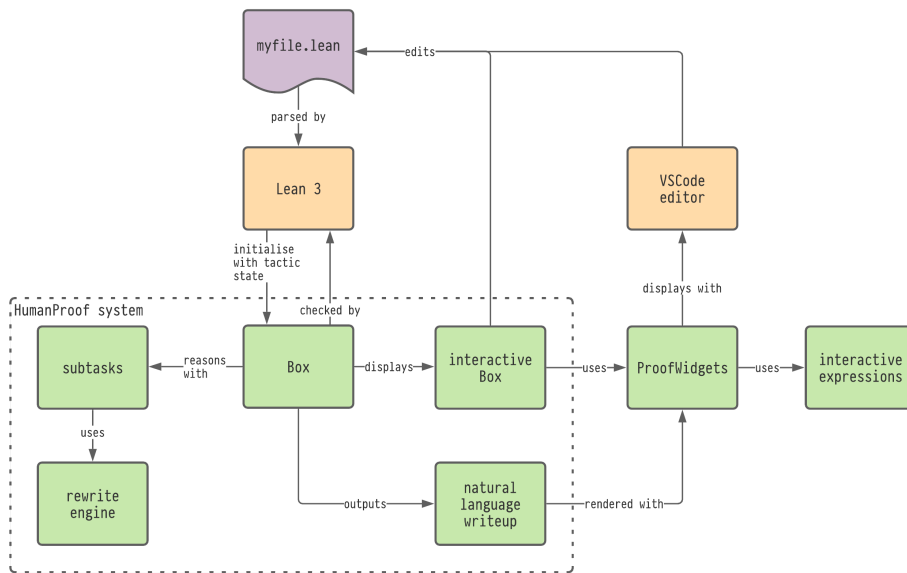 myfile.lean
edits
parsed by
Lean 3
VSCode
editor
initialise
with tactic
state
displays with
HumanProof system
checked by
subtasks
reasons
with
Box
displays
interactive
Box
uses
ProofWidgets
uses
interactive
expressions
uses
rewrite
engine
outputs
natural
language
writeup
rendered with